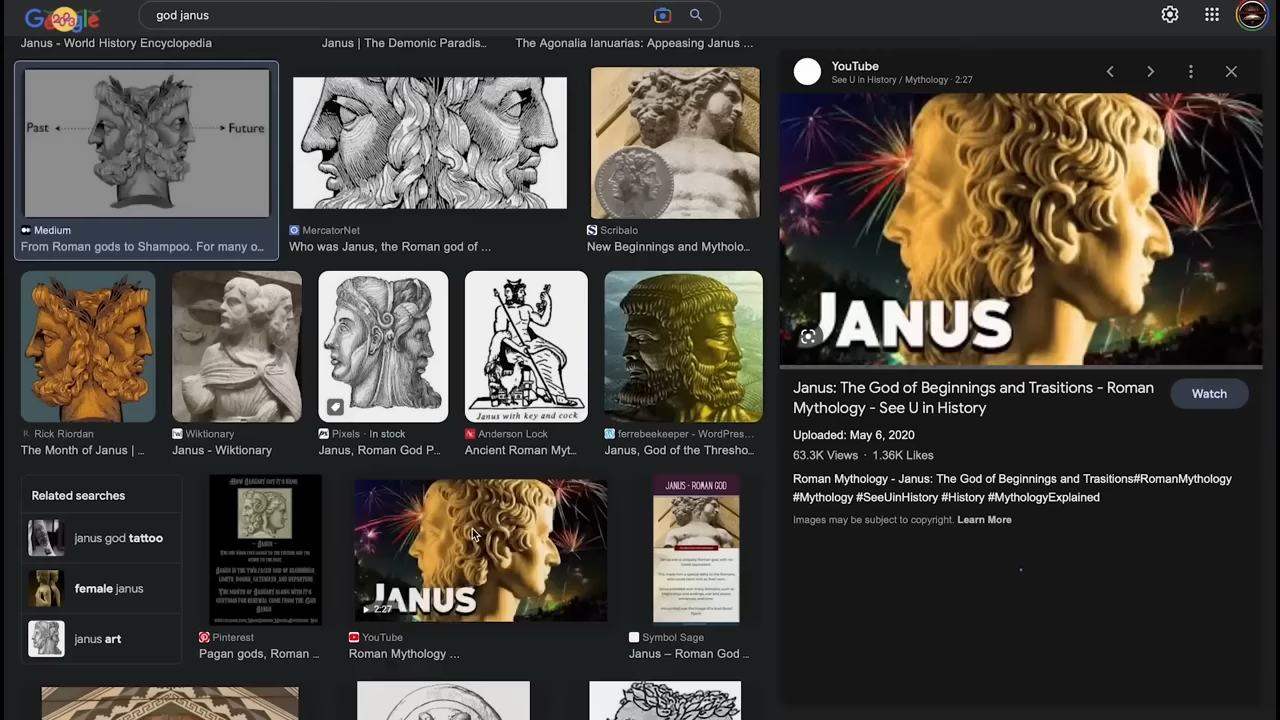 Google
2023
god janus
Janus - World History Encyclopedia
Janus | The Demonic Paradis...
The Agonalia Ianuarias: Appeasing Janus ...
Past
Future
Medium
From Roman gods to Shampoo. For many o...
MercatorNet
Who was Janus, the Roman god of ...
Scribalo
New Beginnings and Mytholo...
R Rick Riordan
The Month of Janus | ...
W Wiktionary
Janus - Wiktionary
Pixels · In stock
Janus, Roman God P...
Janus with key and cock
Anderson Lock
Ancient Roman Myt...
ferrebeekeeper - WordPres...
Janus, God of the Thresho...
Related searches
janus god tattoo
female janus
janus art
Pinterest
Pagan gods, Roman ...
JANUS
2:27
YouTube
Roman Mythology ...
JANUS - ROMAN GOD
Symbol Sage
Janus – Roman God ...
YouTube
See U in History / Mythology · 2:27
JANUS
Janus: The God of Beginnings and Trasitions - Roman
Mythology - See U in History
Watch
Uploaded: May 6, 2020
63.3K Views · 1.36K Likes
Roman Mythology - Janus: The God of Beginnings and Trasitions#RomanMythology
#Mythology #SeeUinHistory #History #MythologyExplained
Images may be subject to copyright. Learn More